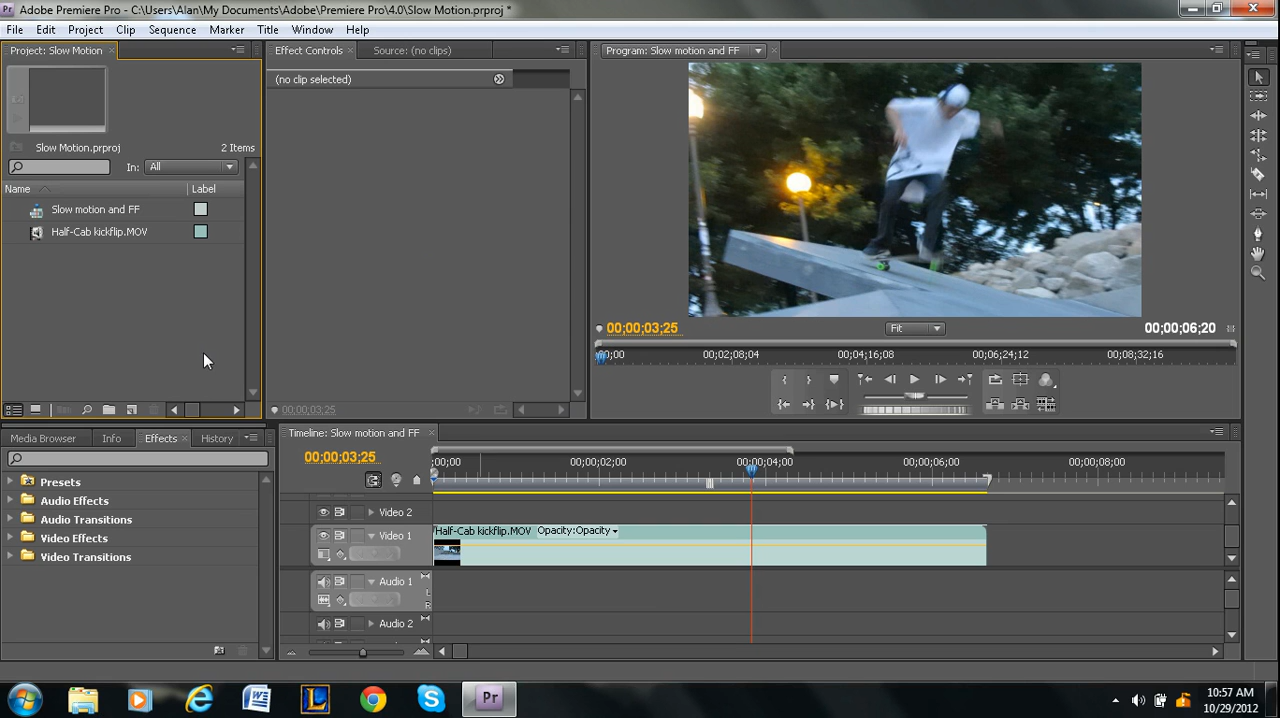 Adobe Premiere Pro - C:\Users\Alan\My Documents\Adobe\Premiere Pro\4.0\Slow Motion.prproj *
File Edit Project Clip Sequence Marker Title Window Help
Project: Slow Motion
Slow Motion.prproj
2 Items
In: All
Name Label
Slow motion and FF
Half-Cab kickflip.MOV
Effect Controls Source: (no clips)
(no clip selected)
00;00;03;25
Program: Slow motion and FF
00;00;03;25 Fit 00;00;06;20
;00;00 00;02;08;04 00;04;16;08 00;06;24;12 00;08;32;16
Media Browser Info Effects History
Presets
Audio Effects
Audio Transitions
Video Effects
Video Transitions
Timeline: Slow motion and FF
00;00;03;25
;00;00 00;00;02;00 00;00;04;00 00;00;06;00 00;00;08;00
Video 2
Video 1
Half-Cab kickflip.MOV Opacity:Opacity
Audio 1
L
R
Audio 2
W L S Pr
10:57 AM
10/29/2012